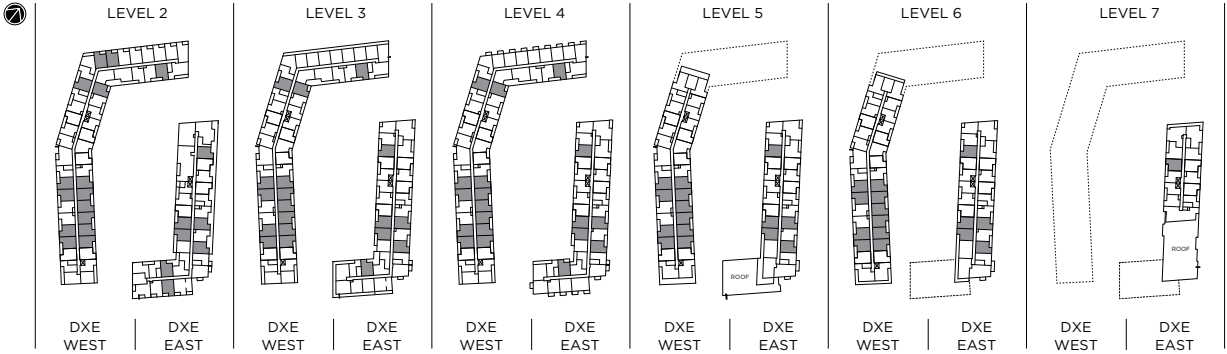 LEVEL 2
LEVEL 3
LEVEL 4
LEVEL 5
LEVEL 6
LEVEL 7
ROOF
ROOF
DXE
WEST
DXE
EAST
DXE
WEST
DXE
EAST
DXE
WEST
DXE
EAST
DXE
WEST
DXE
EAST
DXE
WEST
DXE
EAST
DXE
WEST
DXE
EAST